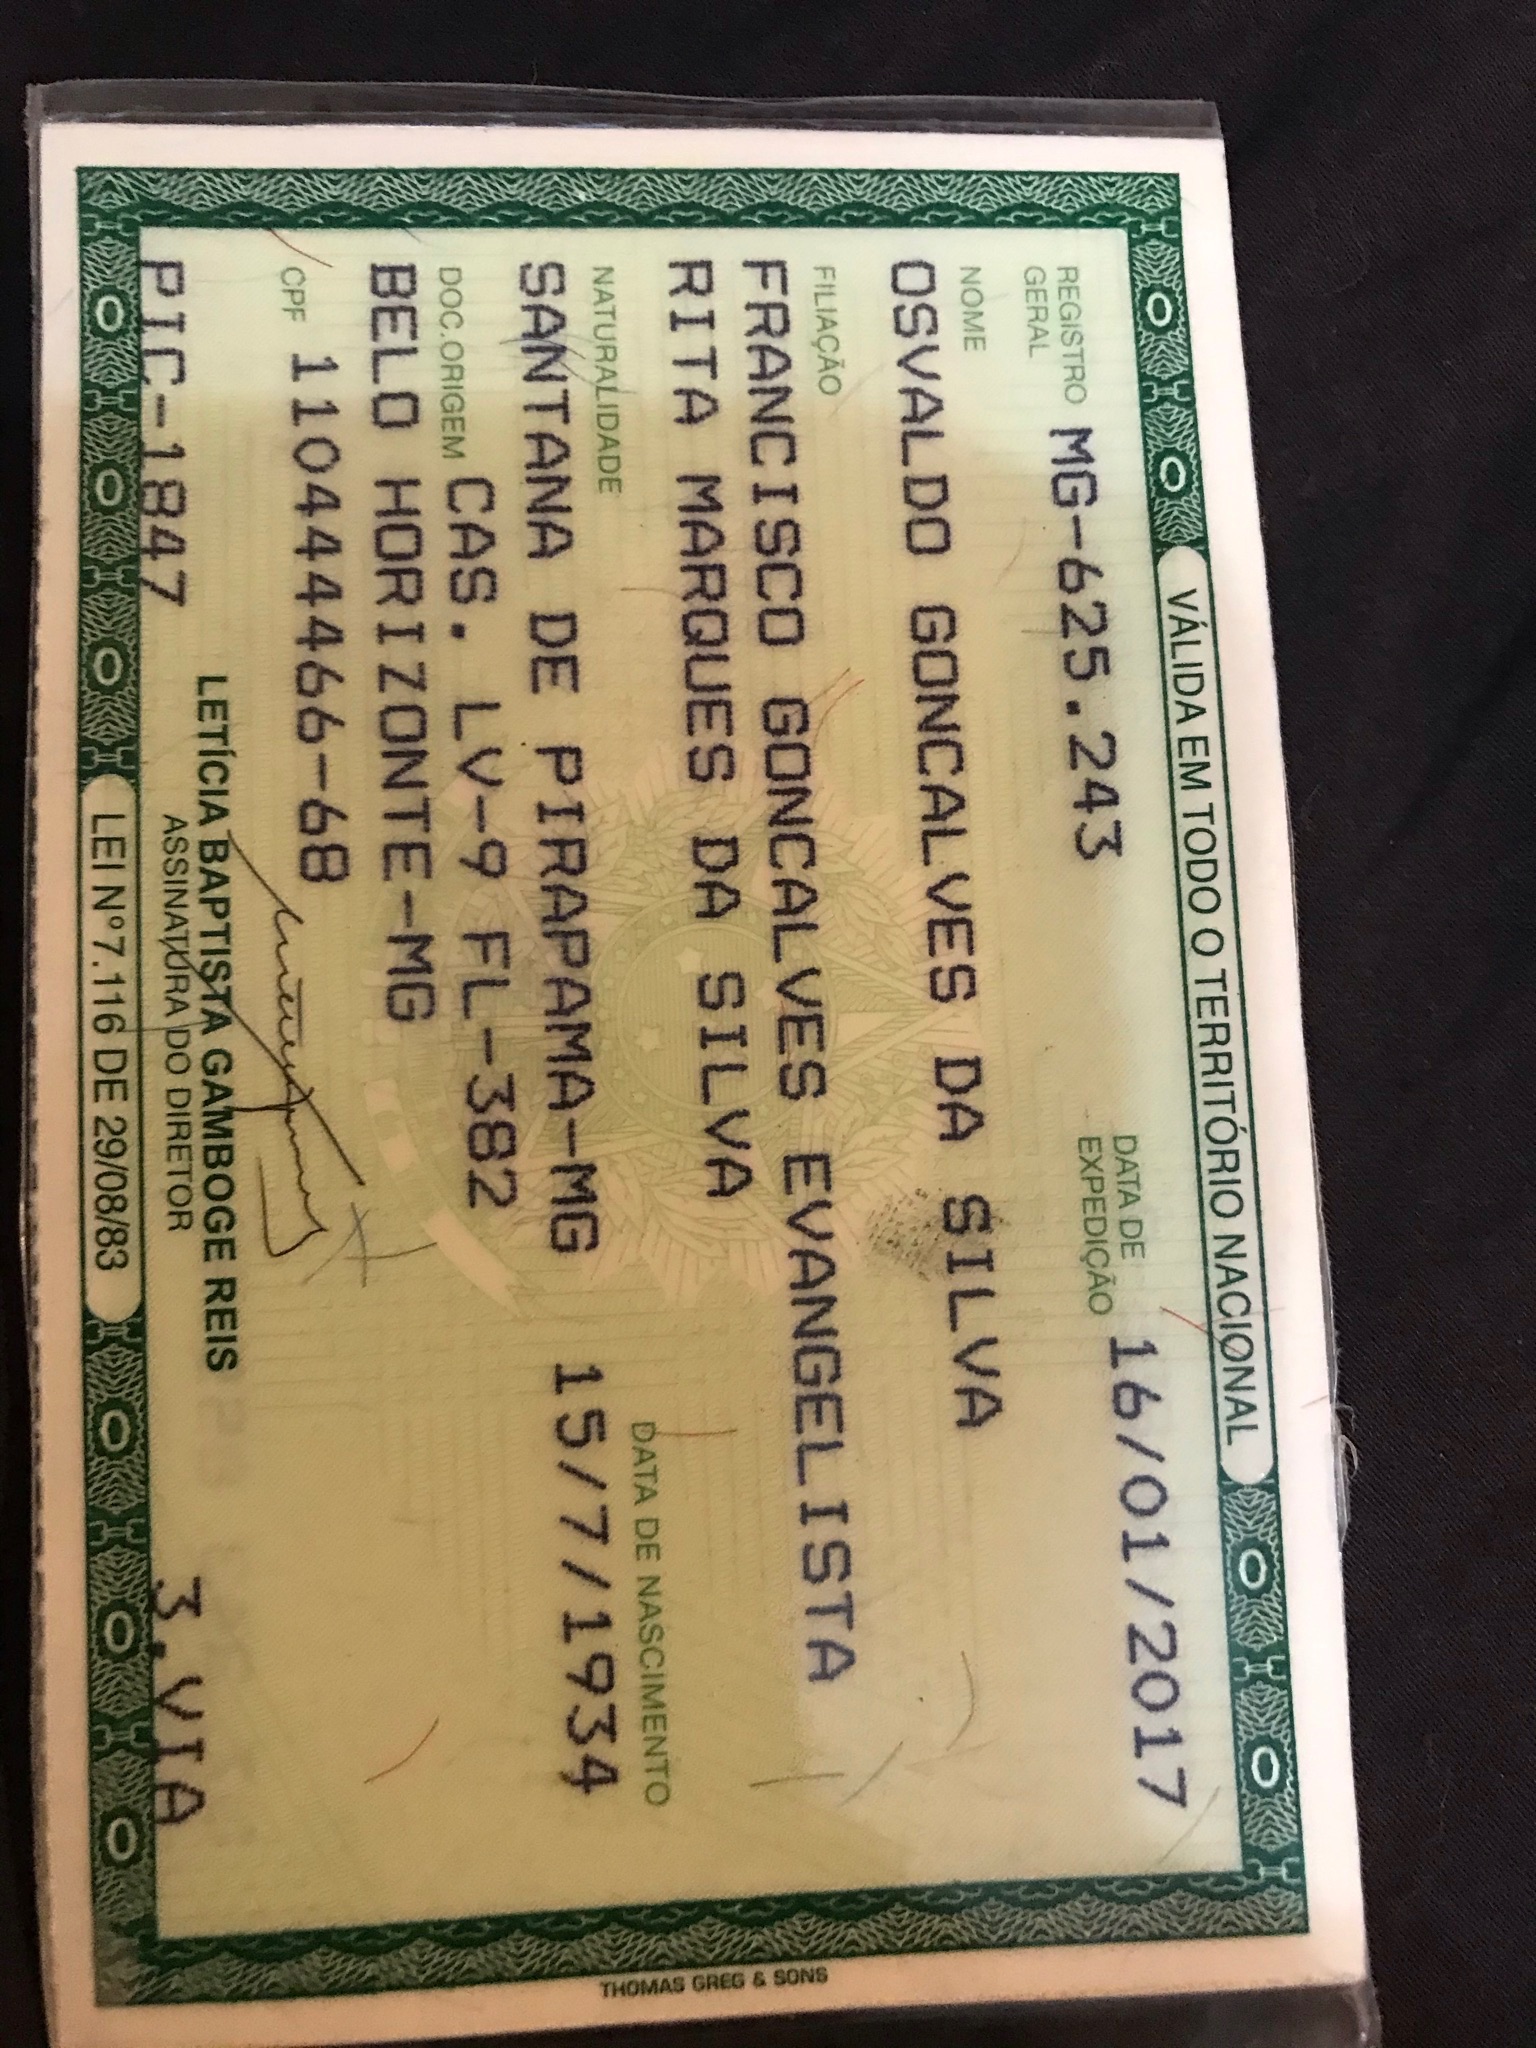 VÁLIDA EM TODO O TERRITÓRIO NACIONAL
REGISTRO GERAL MG-625.243 DATA DE EXPEDIÇÃO 16/01/2017
NOME
OSVALDO GONCALVES DA SILVA
FILIAÇÃO
FRANCISCO GONCALVES EVANGELISTA
RITA MARQUES DA SILVA
NATURALIDADE DATA DE NASCIMENTO
SANTANA DE PIRAPAMA-MG 15/7/1934
DOC.ORIGEM CAS. LV-9 FL-382
BELO HORIZONTE-MG
CPF 110444466-68
LETÍCIA BAPTISTA GAMBOGE REIS
ASSINATURA DO DIRETOR
PIC-1847 3.VIA
LEI Nº 7.116 DE 29/08/83
THOMAS GREG & SONS